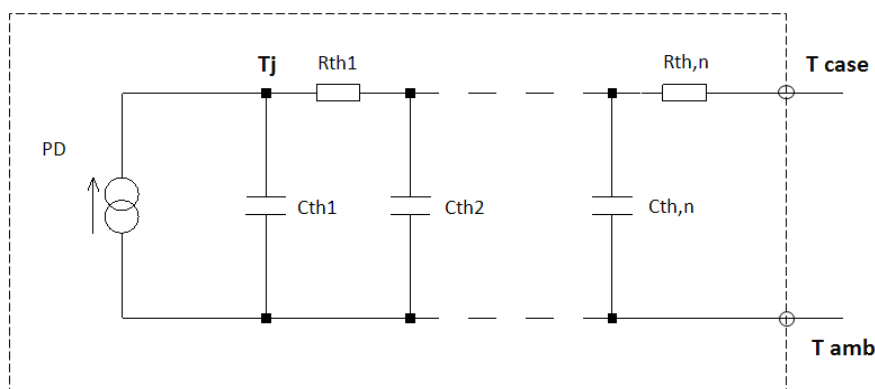 Tj
Rth1
Rth,n
T case
PD
Cth1
Cth2
Cth,n
T amb